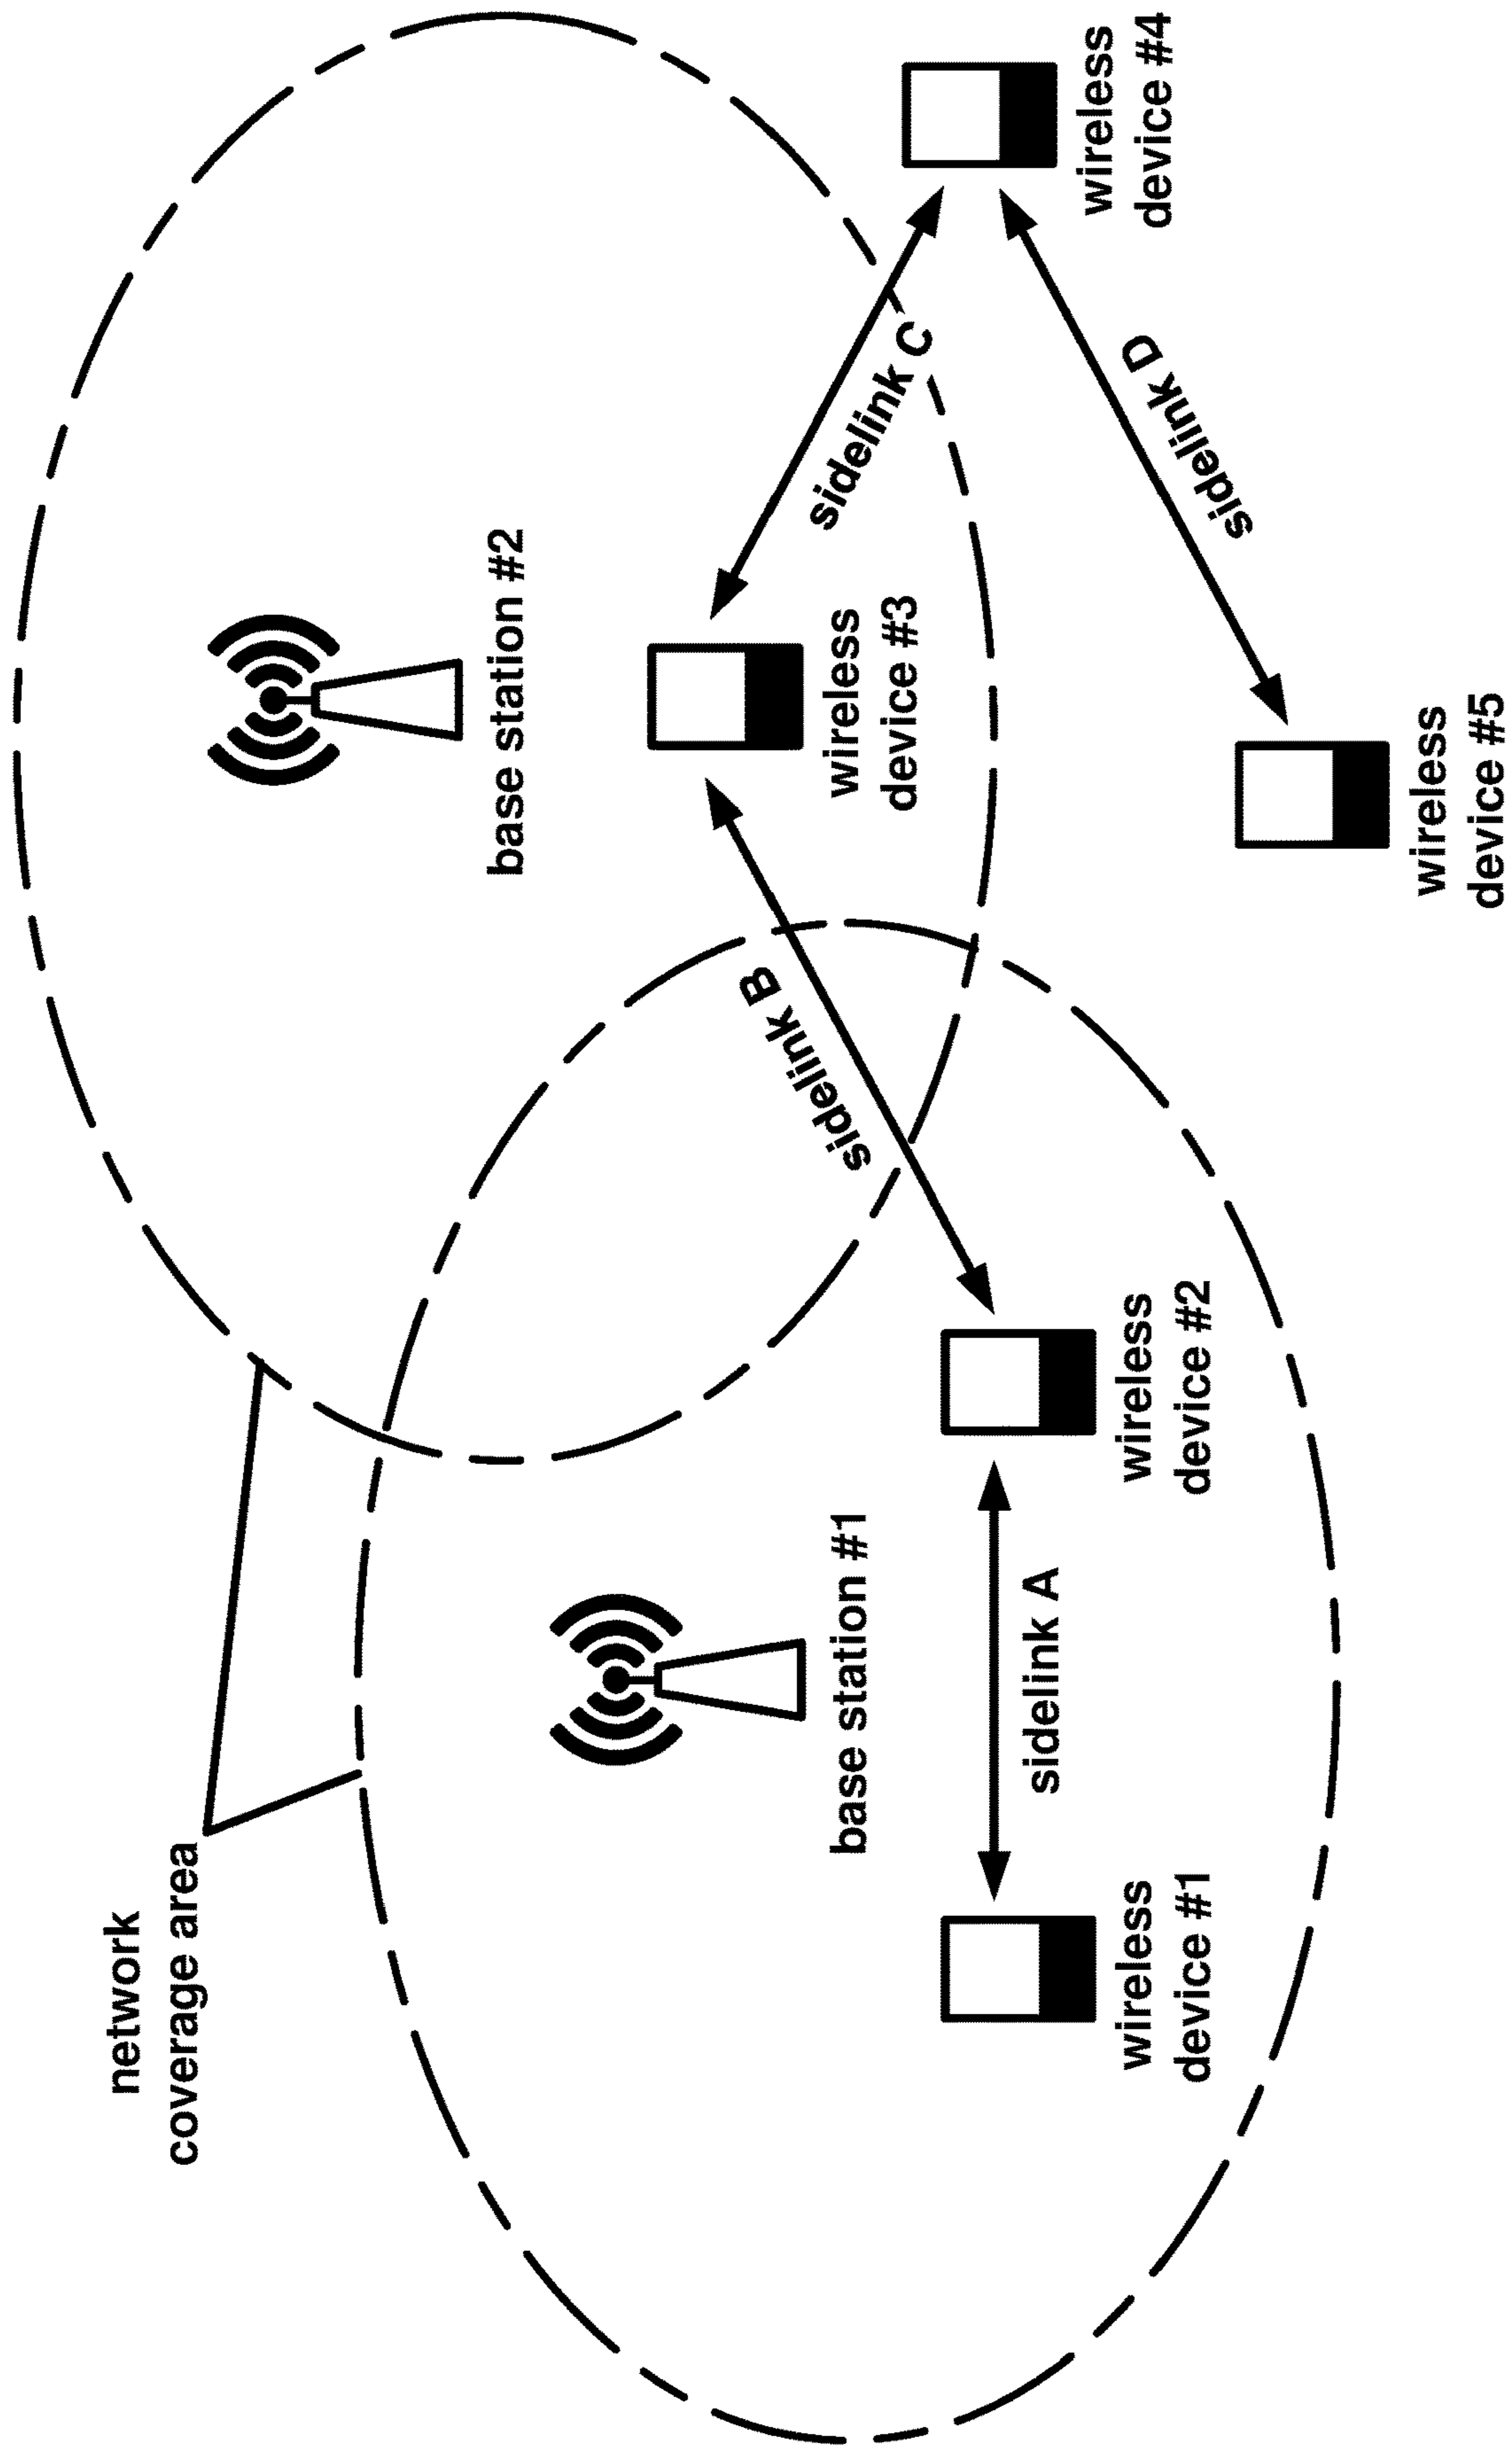 network
coverage area
base station #2
base station #1
sidelink B
wireless
device #3
sidelink C
wireless
device #4
sidelink A
wireless
device #1
wireless
device #2
sidelink D
wireless
device #5